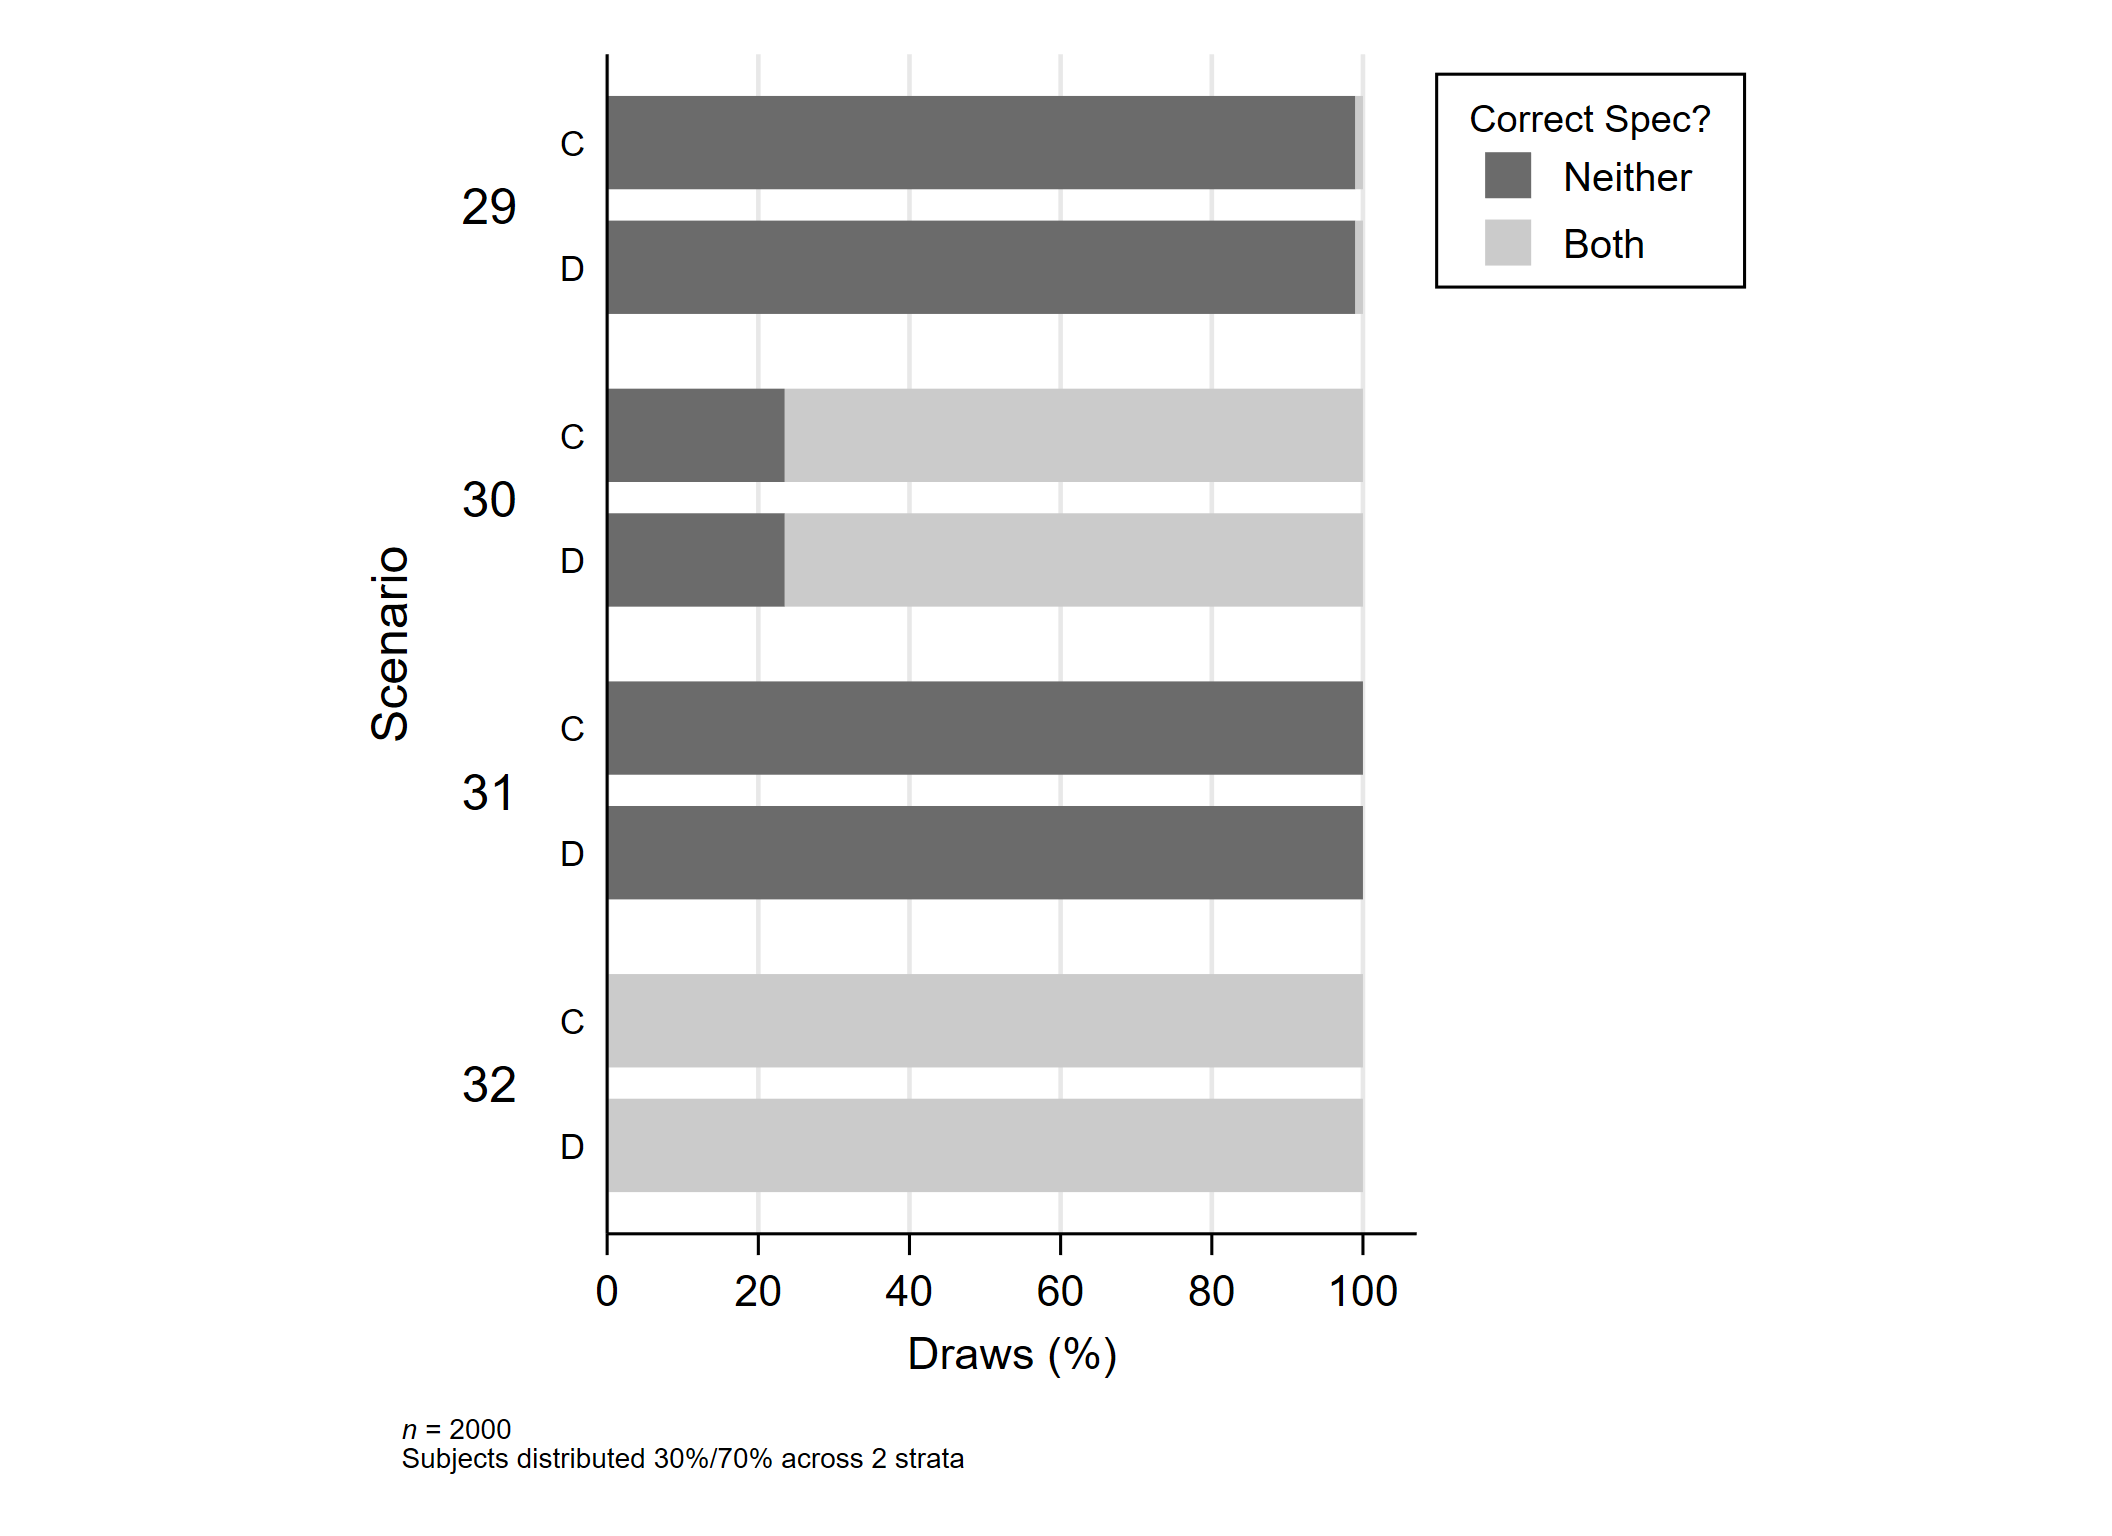 Correct Spec?
Neither
Both
Scenario
29
C
D
30
C
D
31
C
D
32
C
D
0 20 40 60 80 100
Draws (%)
n = 2000
Subjects distributed 30%/70% across 2 strata